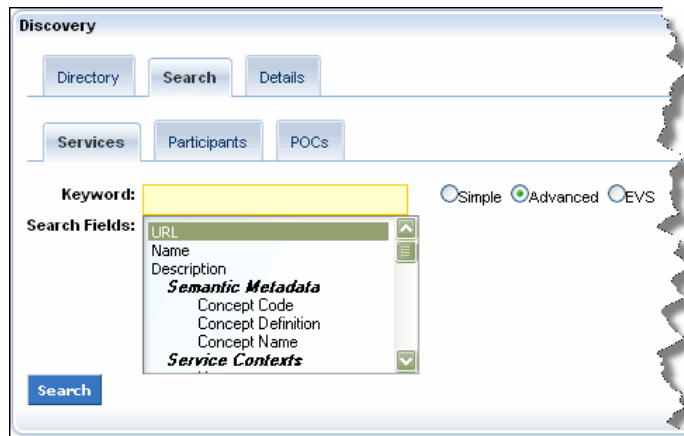 Discovery
Directory Search Details
Services Participants POCs
Keyword: Simple Advanced EVS
Search Fields: URL
Name
Description
Semantic Metadata
Concept Code
Concept Definition
Concept Name
Service Contexts
Search